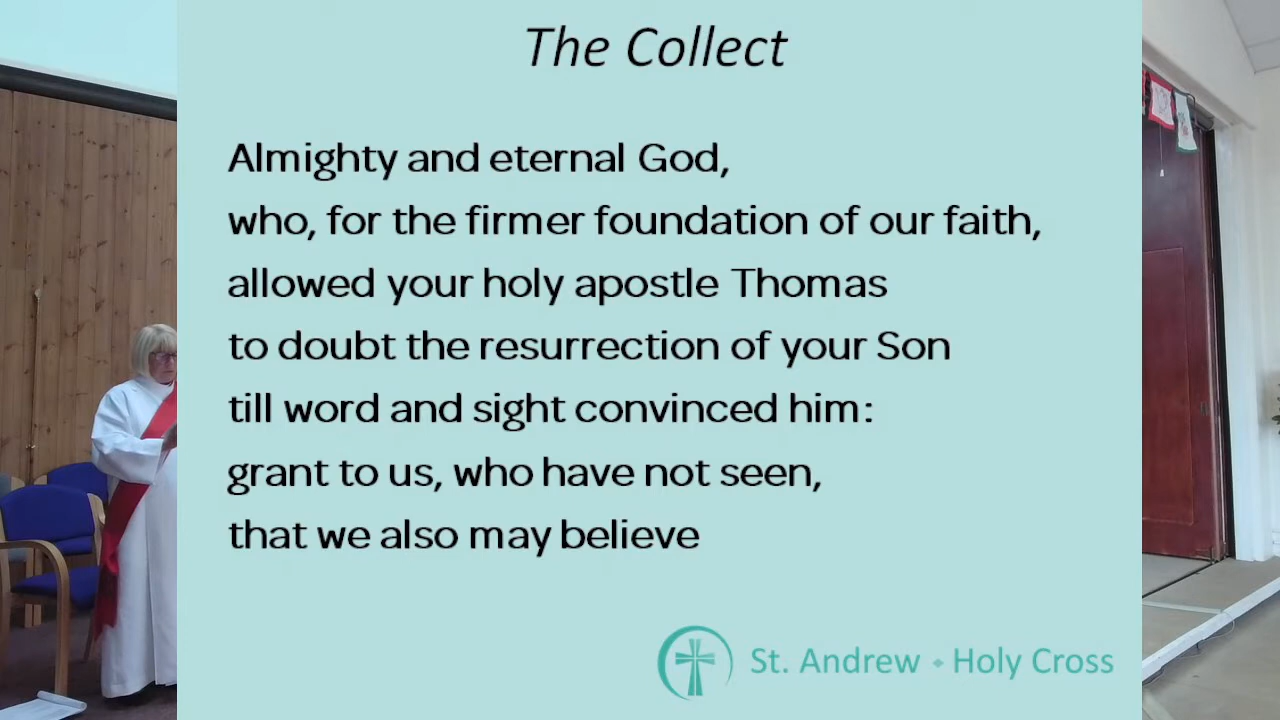 The Collect
Almighty and eternal God,
who, for the firmer foundation of our faith,
allowed your holy apostle Thomas
to doubt the resurrection of your Son
till word and sight convinced him:
grant to us, who have not seen,
that we also may believe
St. Andrew • Holy Cross